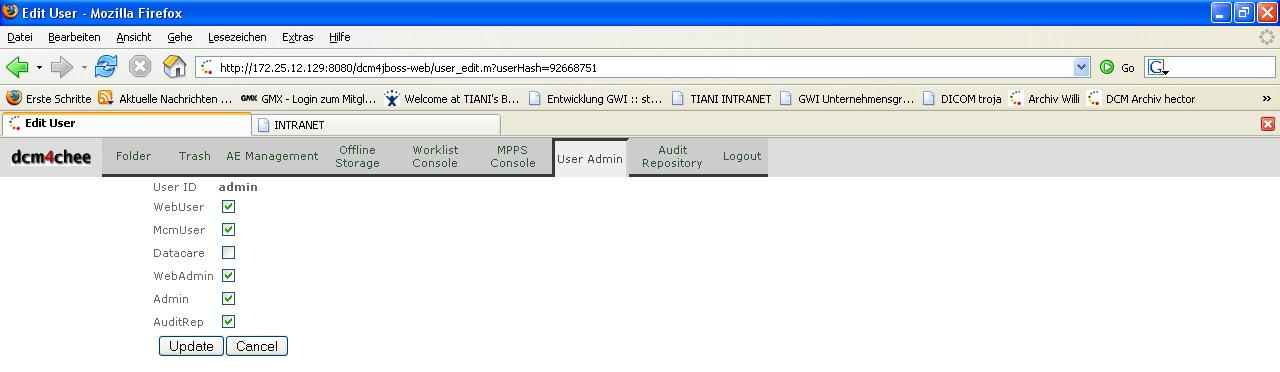 Edit User - Mozilla Firefox
Datei Bearbeiten Ansicht Gehe Lesezeichen Extras Hilfe
http://172.25.12.129:8080/dcm4jboss-web/user_edit.m?userHash=92668751 Go G
Erste Schritte Aktuelle Nachrichten ... GMX GMX - Login zum Mitgl... Welcome at TIANI's B... Entwicklung GWI :: st... TIANI INTRANET GWI Unternehmensgr... DICOM troja Archiv Willi DCM Archiv hector »
Edit User INTRANET
dcm4chee Folder Trash AE Management Offline Storage Worklist Console MPPS Console User Admin Audit Repository Logout
User ID admin
WebUser
McmUser
Datacare
WebAdmin
Admin
AuditRep
Update Cancel